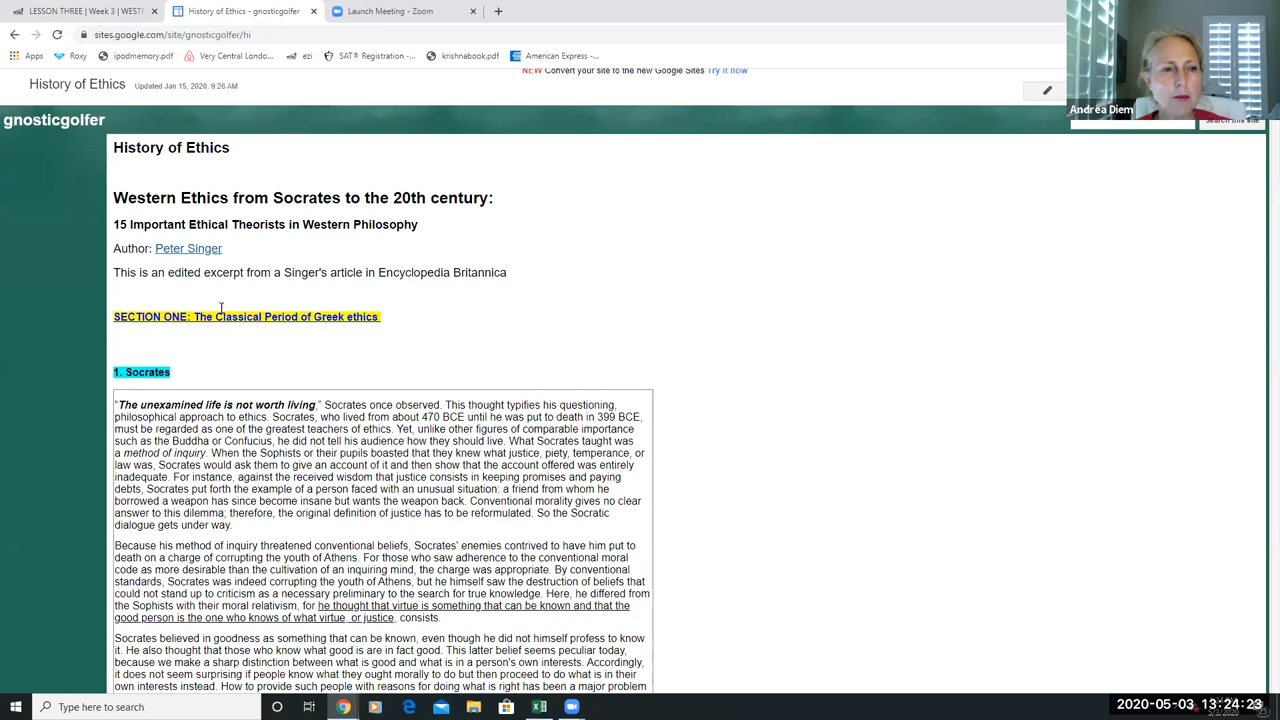 LESSON THREE | Week 3 | WEST
History of Ethics - gnosticgolfer
Launch Meeting - Zoom
sites.google.com/site/gnosticgolfer/hi
Apps
Roxy
ipodmemory.pdf
Very Central London...
ezi
SAT® Registration -...
krishnabook.pdf
American Express -...
NEW Convert your site to the new Google Sites Try it now
History of Ethics Updated Jan 15, 2020, 9:26 AM
Andrea Diem
gnosticgolfer
Search this site
History of Ethics
Western Ethics from Socrates to the 20th century:
15 Important Ethical Theorists in Western Philosophy
Author: Peter Singer
This is an edited excerpt from a Singer's article in Encyclopedia Britannica
SECTION ONE: The Classical Period of Greek ethics
1. Socrates
“The unexamined life is not worth living,” Socrates once observed. This thought typifies his questioning,
philosophical approach to ethics. Socrates, who lived from about 470 BCE until he was put to death in 399 BCE,
must be regarded as one of the greatest teachers of ethics. Yet, unlike other figures of comparable importance
such as the Buddha or Confucius, he did not tell his audience how they should live. What Socrates taught was
a method of inquiry. When the Sophists or their pupils boasted that they knew what justice, piety, temperance, or
law was, Socrates would ask them to give an account of it and then show that the account offered was entirely
inadequate. For instance, against the received wisdom that justice consists in keeping promises and paying
debts, Socrates put forth the example of a person faced with an unusual situation: a friend from whom he
borrowed a weapon has since become insane but wants the weapon back. Conventional morality gives no clear
answer to this dilemma; therefore, the original definition of justice has to be reformulated. So the Socratic
dialogue gets under way.
Because his method of inquiry threatened conventional beliefs, Socrates' enemies contrived to have him put to
death on a charge of corrupting the youth of Athens. For those who saw adherence to the conventional moral
code as more desirable than the cultivation of an inquiring mind, the charge was appropriate. By conventional
standards, Socrates was indeed corrupting the youth of Athens, but he himself saw the destruction of beliefs that
could not stand up to criticism as a necessary preliminary to the search for true knowledge. Here, he differed from
the Sophists with their moral relativism, for he thought that virtue is something that can be known and that the
good person is the one who knows of what virtue, or justice, consists.
Socrates believed in goodness as something that can be known, even though he did not himself profess to know
it. He also thought that those who know what good is are in fact good. This latter belief seems peculiar today,
because we make a sharp distinction between what is good and what is in a person's own interests. Accordingly,
it does not seem surprising if people know what they ought morally to do but then proceed to do what is in their
own interests instead. How to provide such people with reasons for doing what is right has been a major problem
Type here to search
2020-05-03 13:24:23